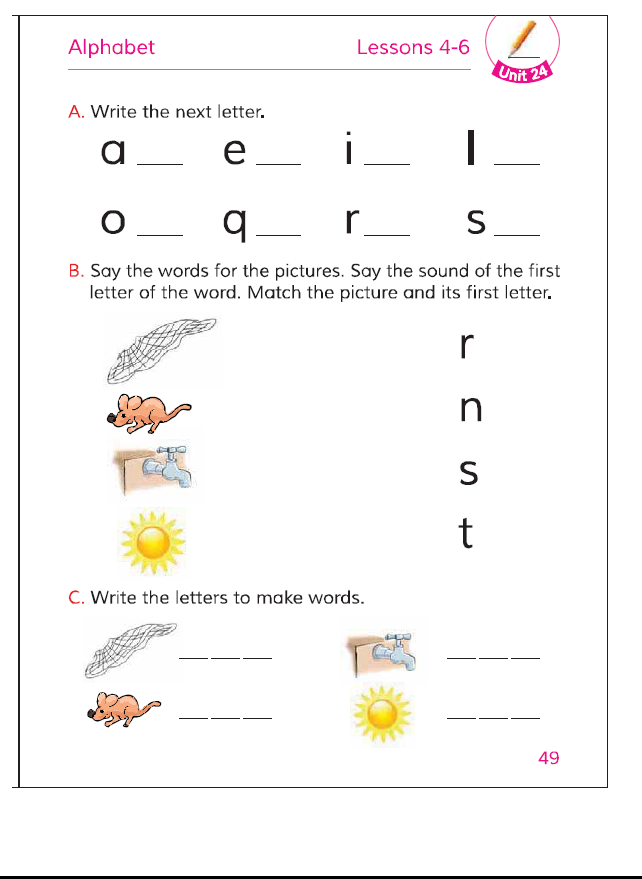 Alphabet Lessons 4-6
Unit 24
A. Write the next letter.
a ___ e ___ i ___ l ___
o ___ q ___ r ___ s ___
B. Say the words for the pictures. Say the sound of the first
letter of the word. Match the picture and its first letter.
r
n
s
t
C. Write the letters to make words.
___ ___ ___ ___ ___ ___
___ ___ ___ ___ ___ ___
49